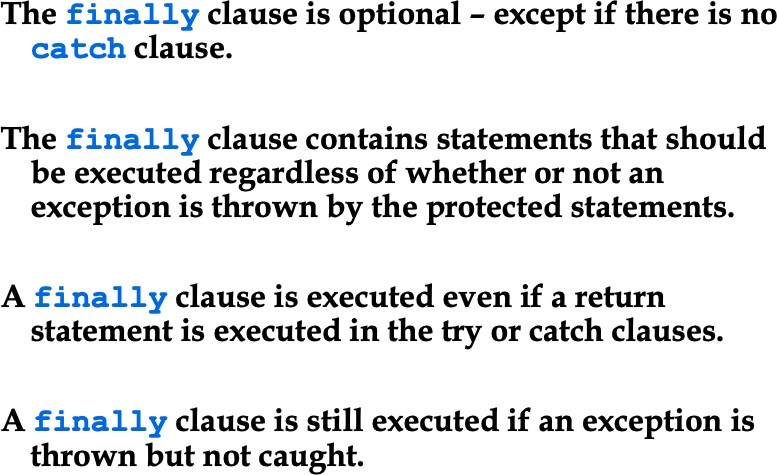 The finally clause is optional – except if there is no
catch clause.
The finally clause contains statements that should
be executed regardless of whether or not an
exception is thrown by the protected statements.
A finally clause is executed even if a return
statement is executed in the try or catch clauses.
A finally clause is still executed if an exception is
thrown but not caught.